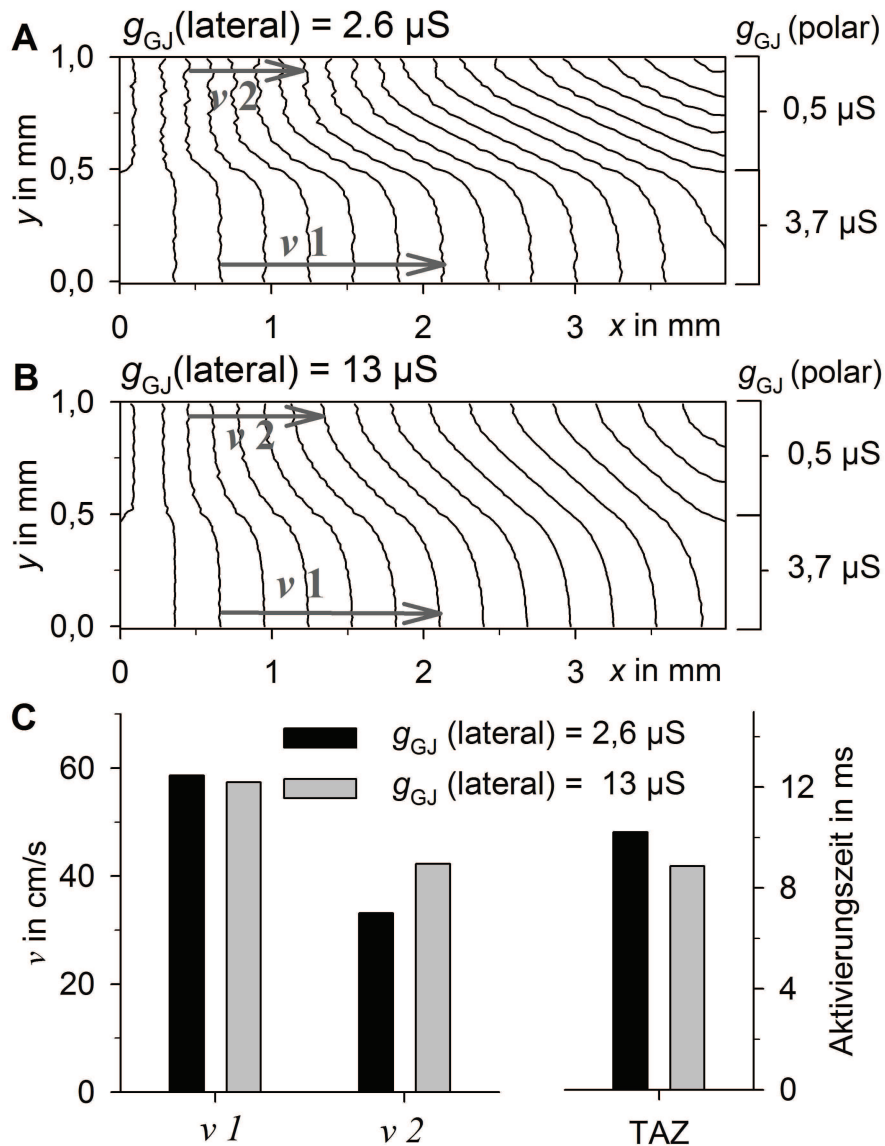 A
g_GJ(lateral) = 2.6 µS
g_GJ (polar)
1,0
0,5
0,0
y in mm
v 2
v 1
0,5 µS
3,7 µS
0 1 2 3 x in mm
B
g_GJ(lateral) = 13 µS
g_GJ (polar)
1,0
0,5
0,0
y in mm
v 2
v 1
0,5 µS
3,7 µS
0 1 2 3 x in mm
C
g_GJ (lateral) = 2,6 µS
g_GJ (lateral) = 13 µS
60
40
20
0
v in cm/s
12
8
4
0
Aktivierungszeit in ms
v 1 v 2 TAZ